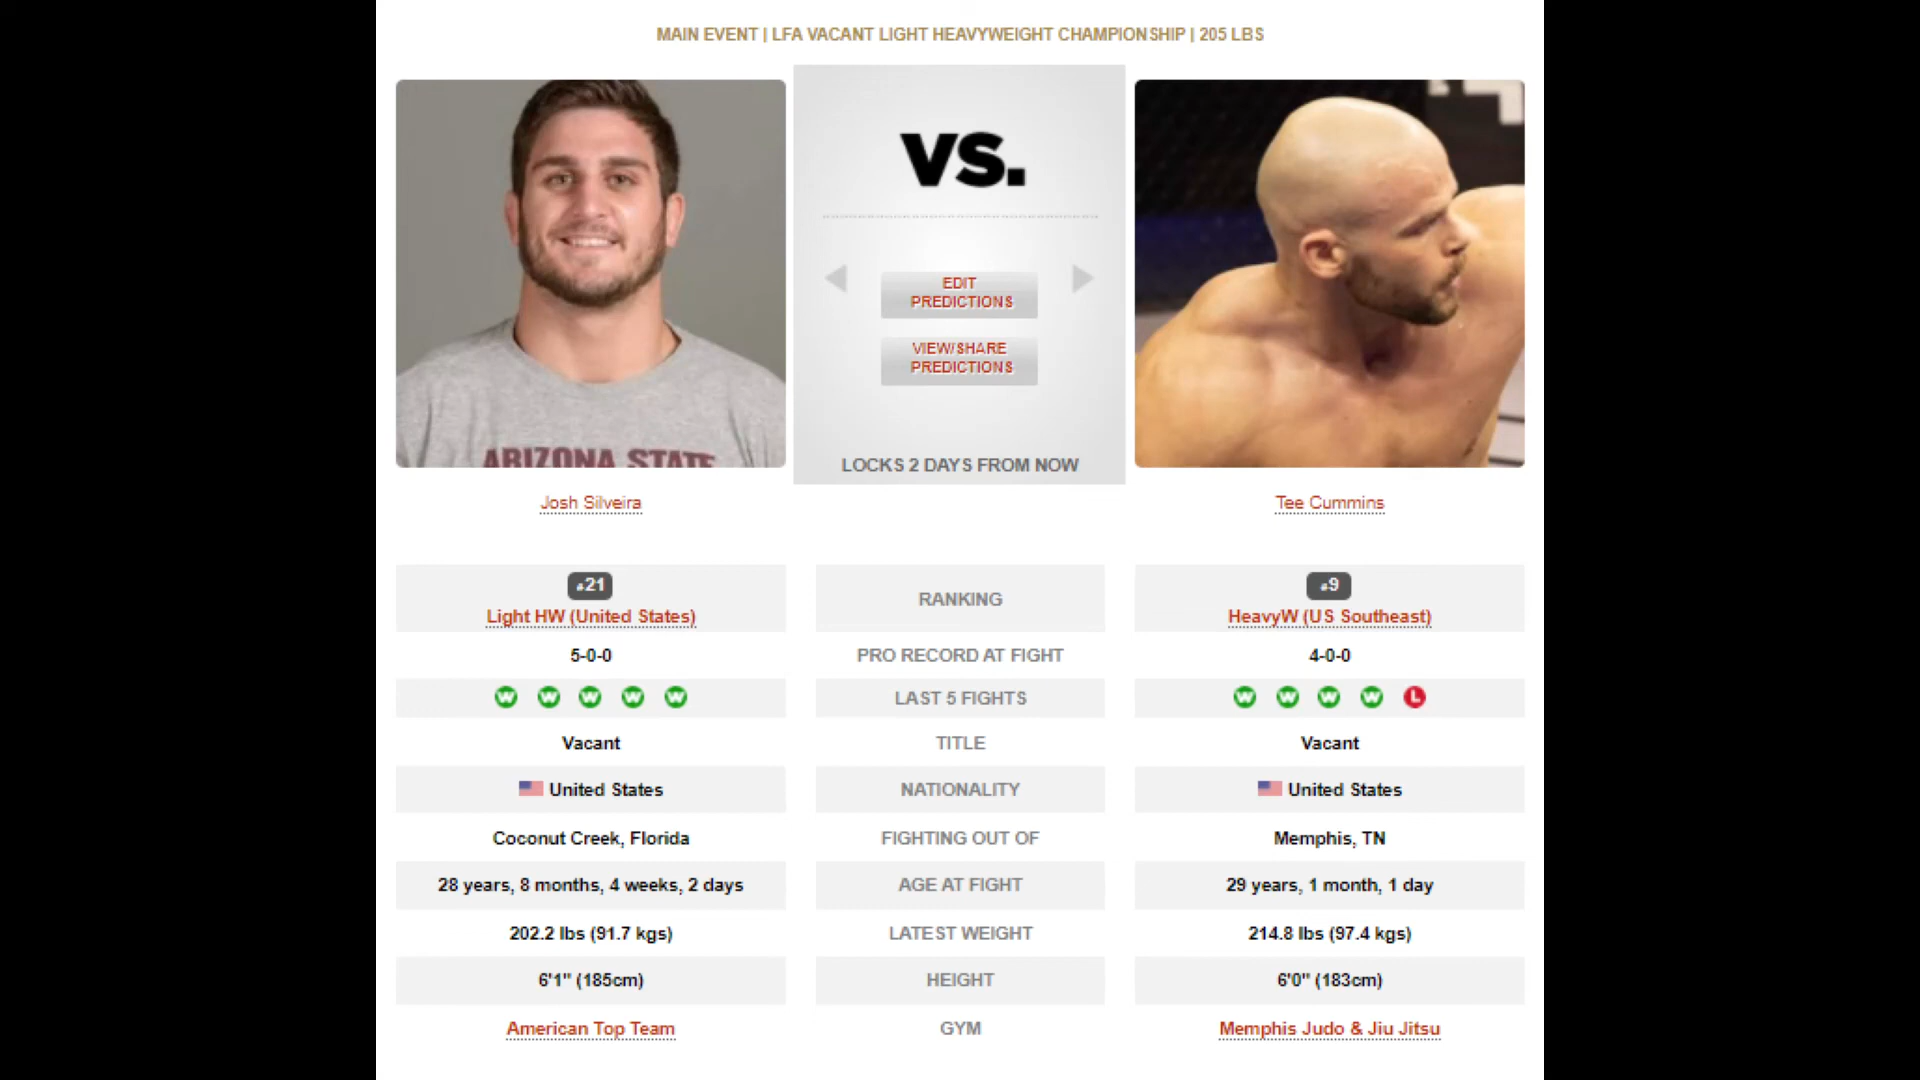 MAIN EVENT | LFA VACANT LIGHT HEAVYWEIGHT CHAMPIONSHIP | 205 LBS
VS.
EDIT
PREDICTIONS
VIEW/SHARE
PREDICTIONS
LOCKS 2 DAYS FROM NOW
ARIZONA STATE
Josh Silveira
Tee Cummins
#21
Light HW (United States)
RANKING
#9
HeavyW (US Southeast)
5-0-0
PRO RECORD AT FIGHT
4-0-0
W W W W W
LAST 5 FIGHTS
W W W W L
Vacant
TITLE
Vacant
United States
NATIONALITY
United States
Coconut Creek, Florida
FIGHTING OUT OF
Memphis, TN
28 years, 8 months, 4 weeks, 2 days
AGE AT FIGHT
29 years, 1 month, 1 day
202.2 lbs (91.7 kgs)
LATEST WEIGHT
214.8 lbs (97.4 kgs)
6'1" (185cm)
HEIGHT
6'0" (183cm)
American Top Team
GYM
Memphis Judo & Jiu Jitsu